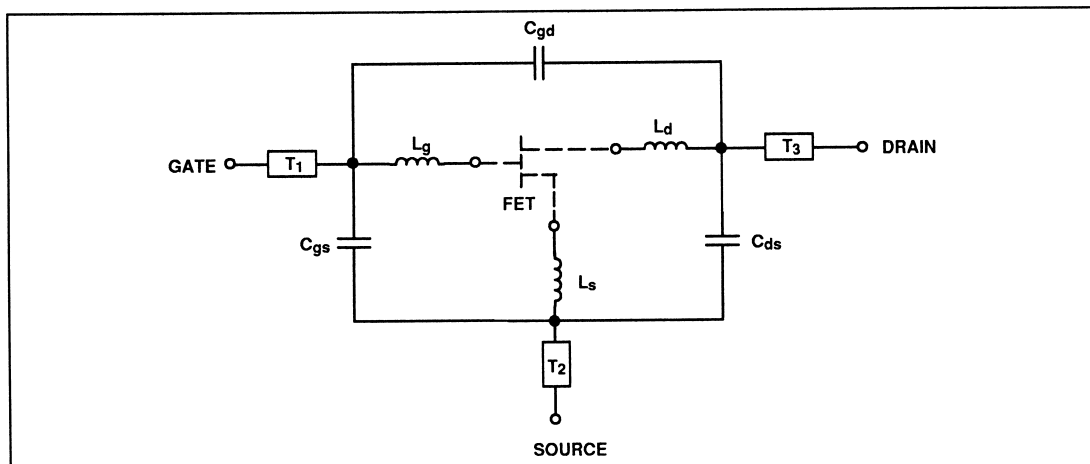 Cgd
Lg
Ld
GATE
T1
T3
DRAIN
FET
Cgs
Cds
Ls
T2
SOURCE